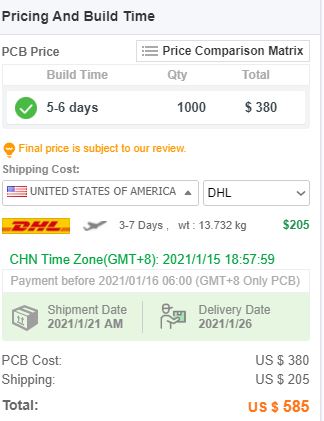 Pricing And Build Time
PCB Price
Price Comparison Matrix
Build Time Qty Total
5-6 days 1000 $ 380
Final price is subject to our review.
Shipping Cost:
UNITED STATES OF AMERICA DHL
DHL 3-7 Days , wt : 13.732 kg $205
CHN Time Zone(GMT+8): 2021/1/15 18:57:59
Payment before 2021/01/16 06:00 (GMT+8 Only PCB)
Shipment Date Delivery Date
2021/1/21 AM 2021/1/26
PCB Cost: US $ 380
Shipping: US $ 205
Total: US $ 585